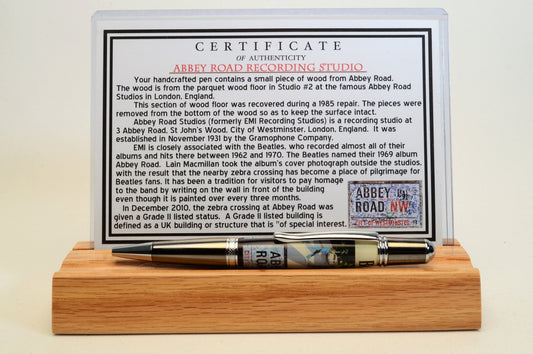 CERTIFICATE
OF AUTHENTICITY
ABBEY ROAD RECORDING STUDIO
Your handcrafted pen contains a small piece of wood from Abbey Road.
The wood is from the parquet wood floor in Studio #2 at the famous Abbey Road
Studios in London, England.
This section of wood floor was recovered during a 1985 repair. The pieces were
removed from the bottom of the wood so as to keep the surface intact.
Abbey Road Studios (formerly EMI Recording Studios) is a recording studio at
3 Abbey Road, St John's Wood, City of Westminster, London, England. It was
established in November 1931 by the Gramophone Company.
EMI is closely associated with the Beatles, who recorded almost all of their
albums and hits there between 1962 and 1970. The Beatles named their 1969 album
Abbey Road. Iain Macmillan took the album's cover photograph outside the studios,
with the result that the nearby zebra crossing has become a place of pilgrimage for
Beatles fans. It has been a tradition for visitors to pay homage
to the band by writing on the wall in front of the building
even though it is painted over every three months.
In December 2010, the zebra crossing at Abbey Road was
given a Grade II listed status. A Grade II listed building is
defined as a UK building or structure that is "of special interest.
ABBEY
ROAD NW8
CITY OF WESTMINSTER
AB
RO